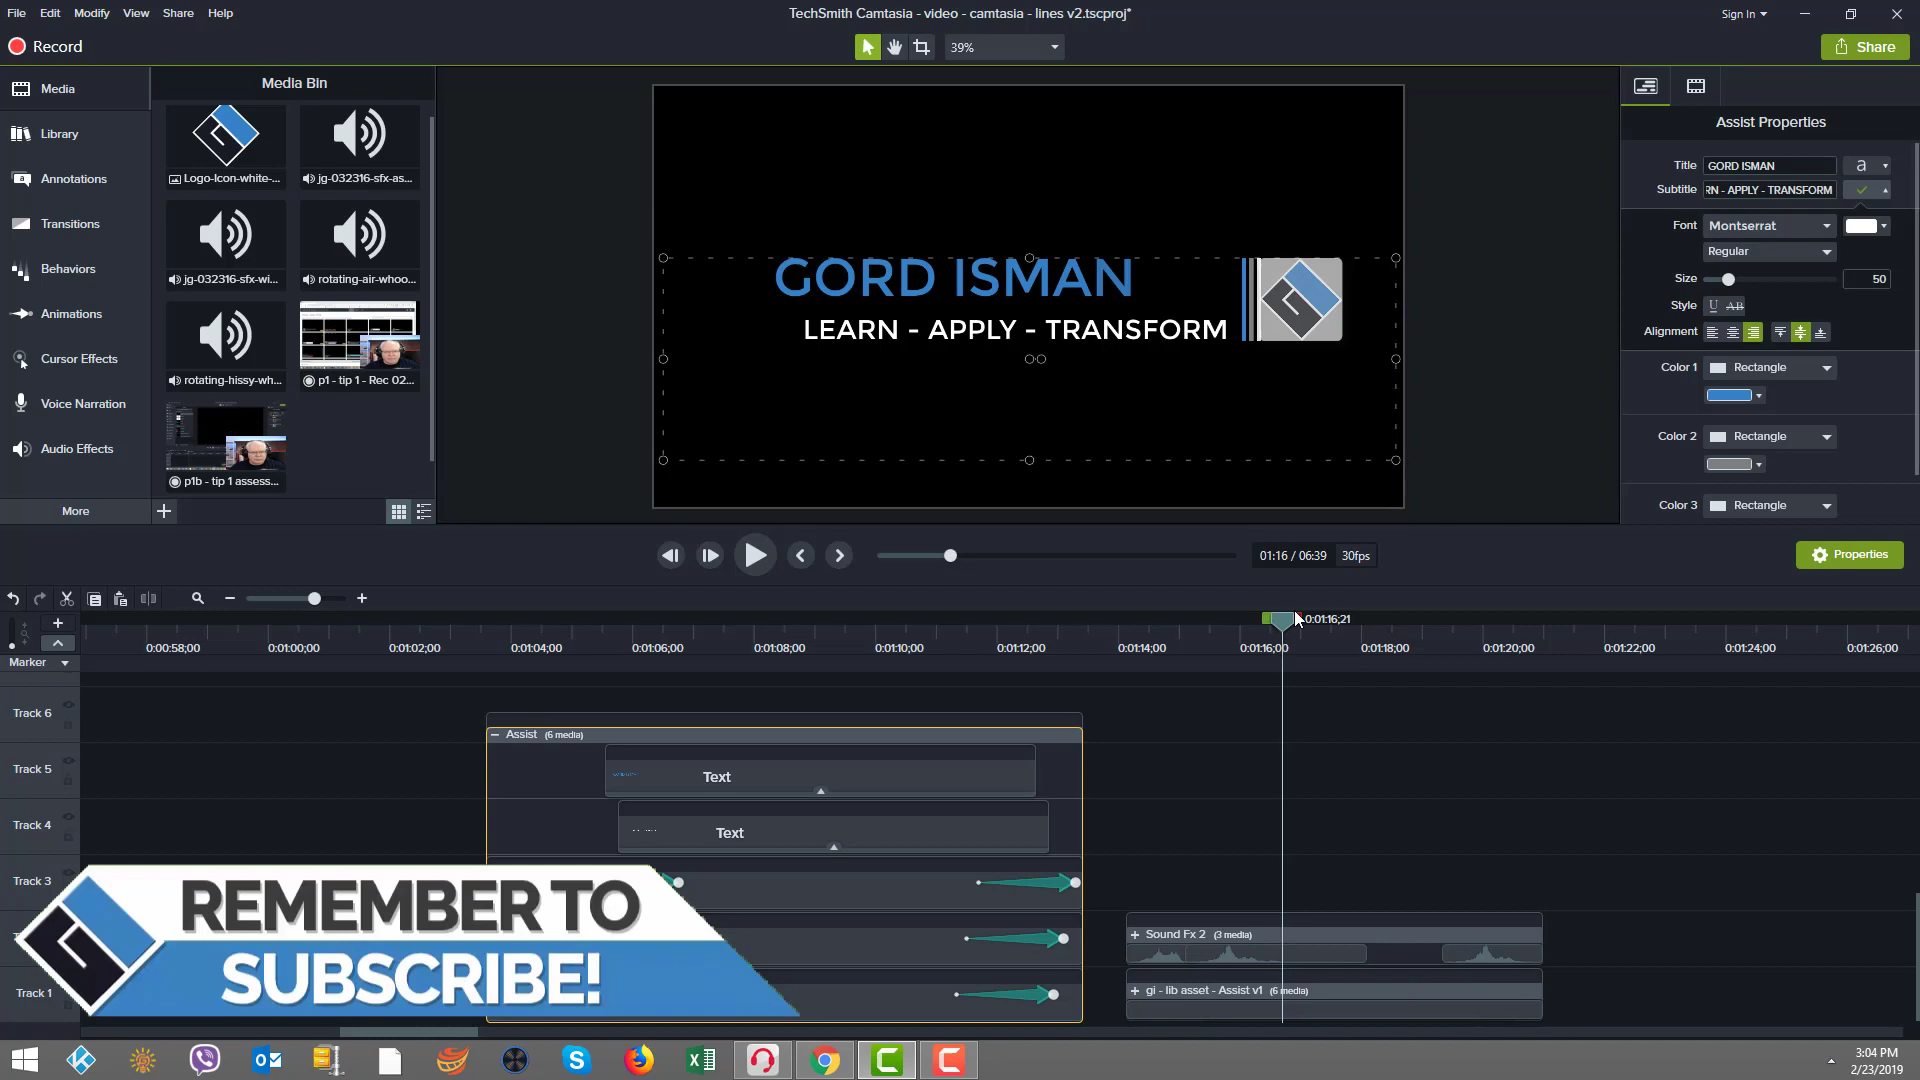 File Edit Modify View Share Help
TechSmith Camtasia - video - camtasia - lines v2.tscproj*
Sign In
Record
39%
Share
Media
Library
Annotations
Transitions
Behaviors
Animations
Cursor Effects
Voice Narration
Audio Effects
More
Media Bin
Logo-Icon-white-... jg-032316-sfx-as...
jg-032316-sfx-wi... rotating-air-whoo...
rotating-hissy-wh... p1 - tip 1 - Rec 02...
p1b - tip 1 assess...
GORD ISMAN
LEARN - APPLY - TRANSFORM
Assist Properties
Title GORD ISMAN a
Subtitle RN - APPLY - TRANSFORM
Font Montserrat
Regular
Size 50
Style U AB
Alignment
Color 1 Rectangle
Color 2 Rectangle
Color 3 Rectangle
01:16 / 06:39 30fps
Properties
0:01:16;21
0:00:58;00 0:01:00;00 0:01:02;00 0:01:04;00 0:01:06;00 0:01:08;00 0:01:10;00 0:01:12;00 0:01:14;00 0:01:16;00 0:01:18;00 0:01:20;00 0:01:22;00 0:01:24;00 0:01:26;00
Marker
Track 6
Assist (6 media)
Track 5
Text
Track 4
Text
Track 3
Sound Fx 2 (3 media)
Track 1
gi - lib asset - Assist v1 (6 media)
REMEMBER TO
SUBSCRIBE!
3:04 PM
2/23/2019